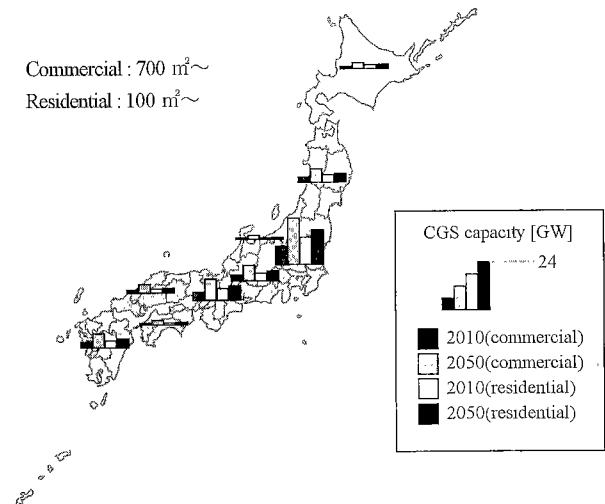 Commercial : 700 m²～
Residential : 100 m²～
CGS capacity [GW]
24
2010(commercial)
2050(commercial)
2010(residential)
2050(residential)